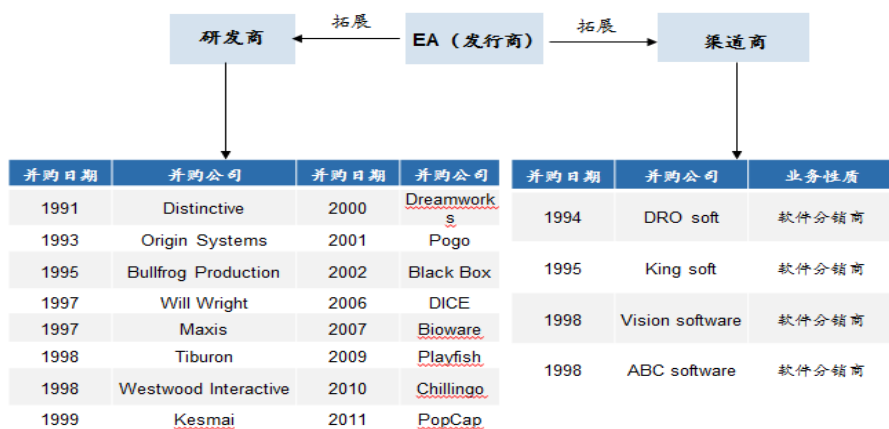 拓展
拓展
研发商
EA（发行商）
渠道商
并购日期 并购公司 并购日期 并购公司
1991 Distinctive 2000 Dreamworks
1993 Origin Systems 2001 Pogo
1995 Bullfrog Production 2002 Black Box
1997 Will Wright 2006 DICE
1997 Maxis 2007 Bioware
1998 Tiburon 2009 Playfish
1998 Westwood Interactive 2010 Chillingo
1999 Kesmai 2011 PopCap
并购日期 并购公司 业务性质
1994 DRO soft 软件分销商
1995 King soft 软件分销商
1998 Vision software 软件分销商
1998 ABC software 软件分销商